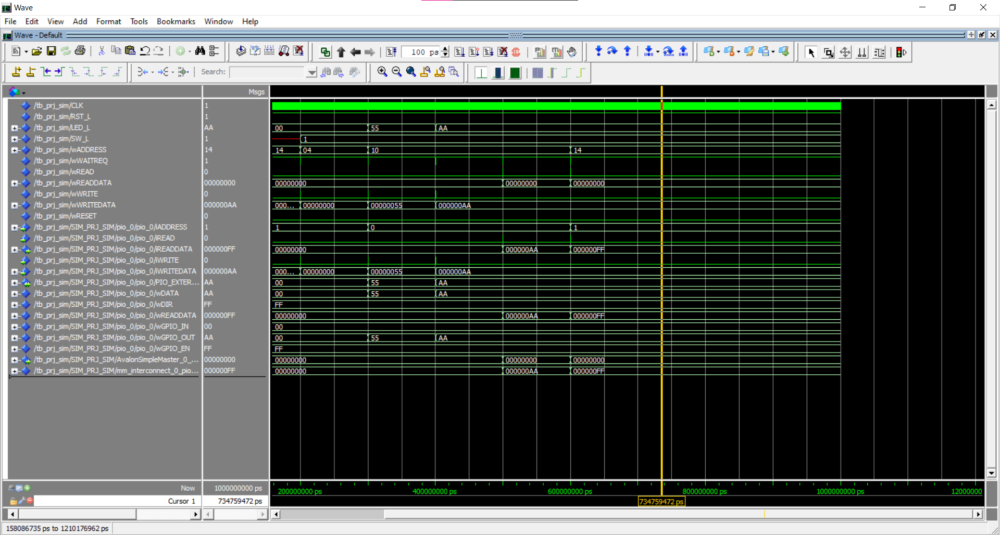 Wave
File Edit View Add Format Tools Bookmarks Window Help
Wave - Default
100 ps
Search:
Msgs
/tb_prj_sim/CLK 1
/tb_prj_sim/RST_L 1
/tb_prj_sim/LED_L AA 00 55 AA
/tb_prj_sim/SW_L 1 1
/tb_prj_sim/wADDRESS 14 14 04 10 14
/tb_prj_sim/wWAITREQ 1
/tb_prj_sim/wREAD 0
/tb_prj_sim/wREADDATA 00000000 00000000 00000000 00000000
/tb_prj_sim/wWRITE 0
/tb_prj_sim/wWRITEDATA 000000AA 000... 00000000 00000055 000000AA
/tb_prj_sim/wRESET 0
/tb_prj_sim/SIM_PRJ_SIM/pio_0/pio_0/iADDRESS 1 1 0 1
/tb_prj_sim/SIM_PRJ_SIM/pio_0/pio_0/iREAD 0
/tb_prj_sim/SIM_PRJ_SIM/pio_0/pio_0/iREADDATA 000000FF 00000000 000000AA 000000FF
/tb_prj_sim/SIM_PRJ_SIM/pio_0/pio_0/iWRITE 0
/tb_prj_sim/SIM_PRJ_SIM/pio_0/pio_0/iWRITEDATA 000000AA 000... 00000000 00000055 000000AA
/tb_prj_sim/SIM_PRJ_SIM/pio_0/pio_0/PIO_EXTER... AA 00 55 AA
/tb_prj_sim/SIM_PRJ_SIM/pio_0/pio_0/wDATA AA 00 55 AA
/tb_prj_sim/SIM_PRJ_SIM/pio_0/pio_0/wDIR FF FF
/tb_prj_sim/SIM_PRJ_SIM/pio_0/pio_0/wREADDATA 000000FF 00000000 000000AA 000000FF
/tb_prj_sim/SIM_PRJ_SIM/pio_0/pio_0/wGPIO_IN 00 00
/tb_prj_sim/SIM_PRJ_SIM/pio_0/pio_0/wGPIO_OUT AA 00 55 AA
/tb_prj_sim/SIM_PRJ_SIM/pio_0/pio_0/wGPIO_EN FF FF
/tb_prj_sim/SIM_PRJ_SIM/AvalonSimpleMaster_0_... 00000000 00000000 00000000 00000000
/tb_prj_sim/SIM_PRJ_SIM/mm_interconnect_0_pio... 000000FF 00000000 000000AA 000000FF
Now 1000000000 ps 200000000 ps 400000000 ps 600000000 ps 800000000 ps 1000000000 ps 12000000
Cursor 1 734759472 ps 734759472 ps
158086735 ps to 1210176962 ps